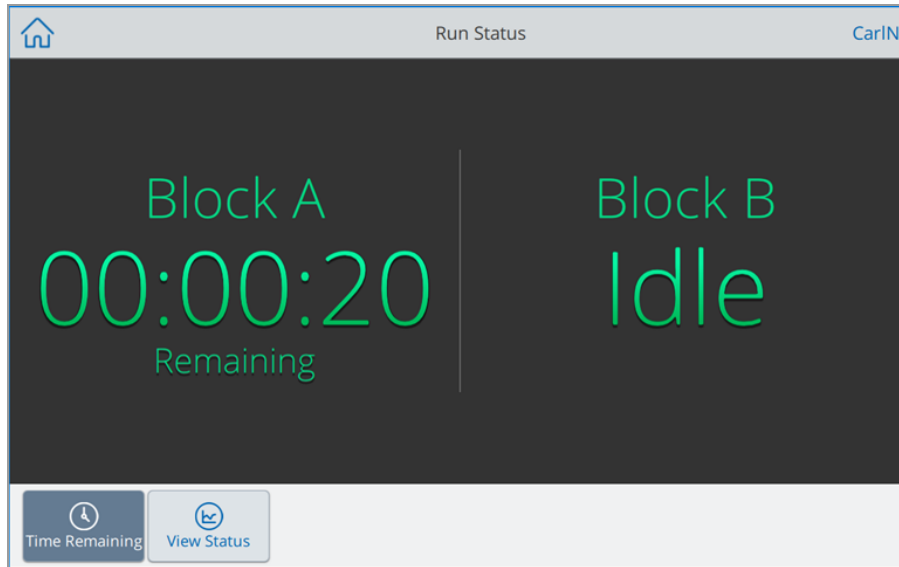 Run Status
CarlN
Block A
00:00:20
Remaining
Block B
Idle
Time Remaining
View Status